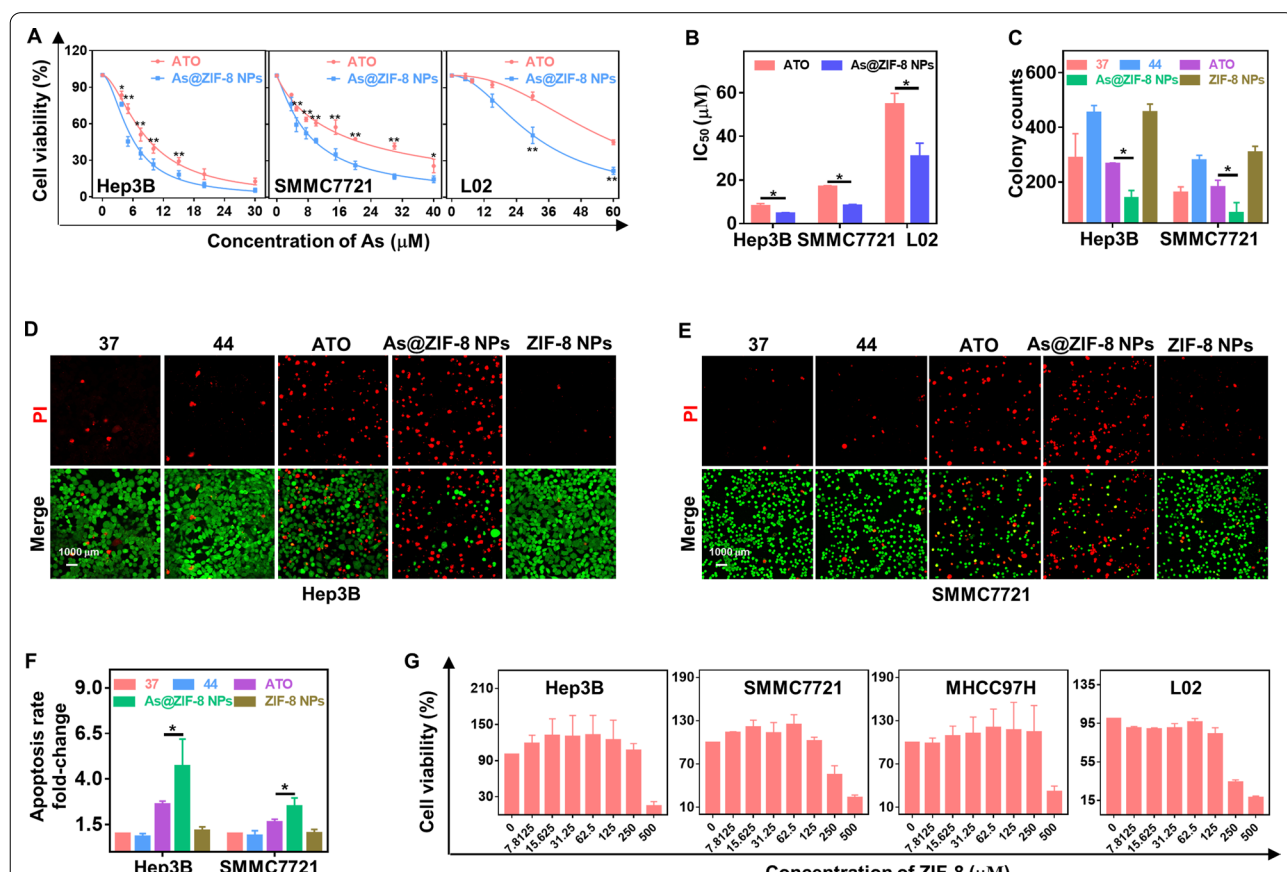 A
Cell viability (%)
120
90
60
30
0
ATO
As@ZIF-8 NPs
*
**
**
**
**
Hep3B
0 6 12 18 24 30
ATO
As@ZIF-8 NPs
**
**
**
**
**
**
*
SMMC7721
0 8 16 24 32 40
ATO
As@ZIF-8 NPs
**
**
L02
0 12 24 36 48 60
Concentration of As (μM)
B
IC50 (μM)
60
40
20
0
ATO
As@ZIF-8 NPs
*
*
*
Hep3B SMMC7721 L02
C
Colony counts
600
400
200
37 44 ATO
As@ZIF-8 NPs ZIF-8 NPs
*
*
Hep3B SMMC7721
D
37 44 ATO As@ZIF-8 NPs ZIF-8 NPs
PI
Merge
1000 μm
Hep3B
E
37 44 ATO As@ZIF-8 NPs ZIF-8 NPs
PI
Merge
1000 μm
SMMC7721
F
Apoptosis rate
fold-change
9.0
6.5
4.0
1.5
37 44 ATO
As@ZIF-8 NPs ZIF-8 NPs
*
*
Hep3B SMMC7721
G
Cell viability (%)
Hep3B
210
150
90
30
0 7.8125 15.625 31.25 62.5 125 250 500
SMMC7721
190
130
70
10
0 7.8125 15.625 31.25 62.5 125 250 500
MHCC97H
190
130
70
10
0 7.8125 15.625 31.25 62.5 125 250 500
L02
135
95
55
15
0 7.8125 15.625 31.25 62.5 125 250 500
Concentration of ZIF-8 (μM)